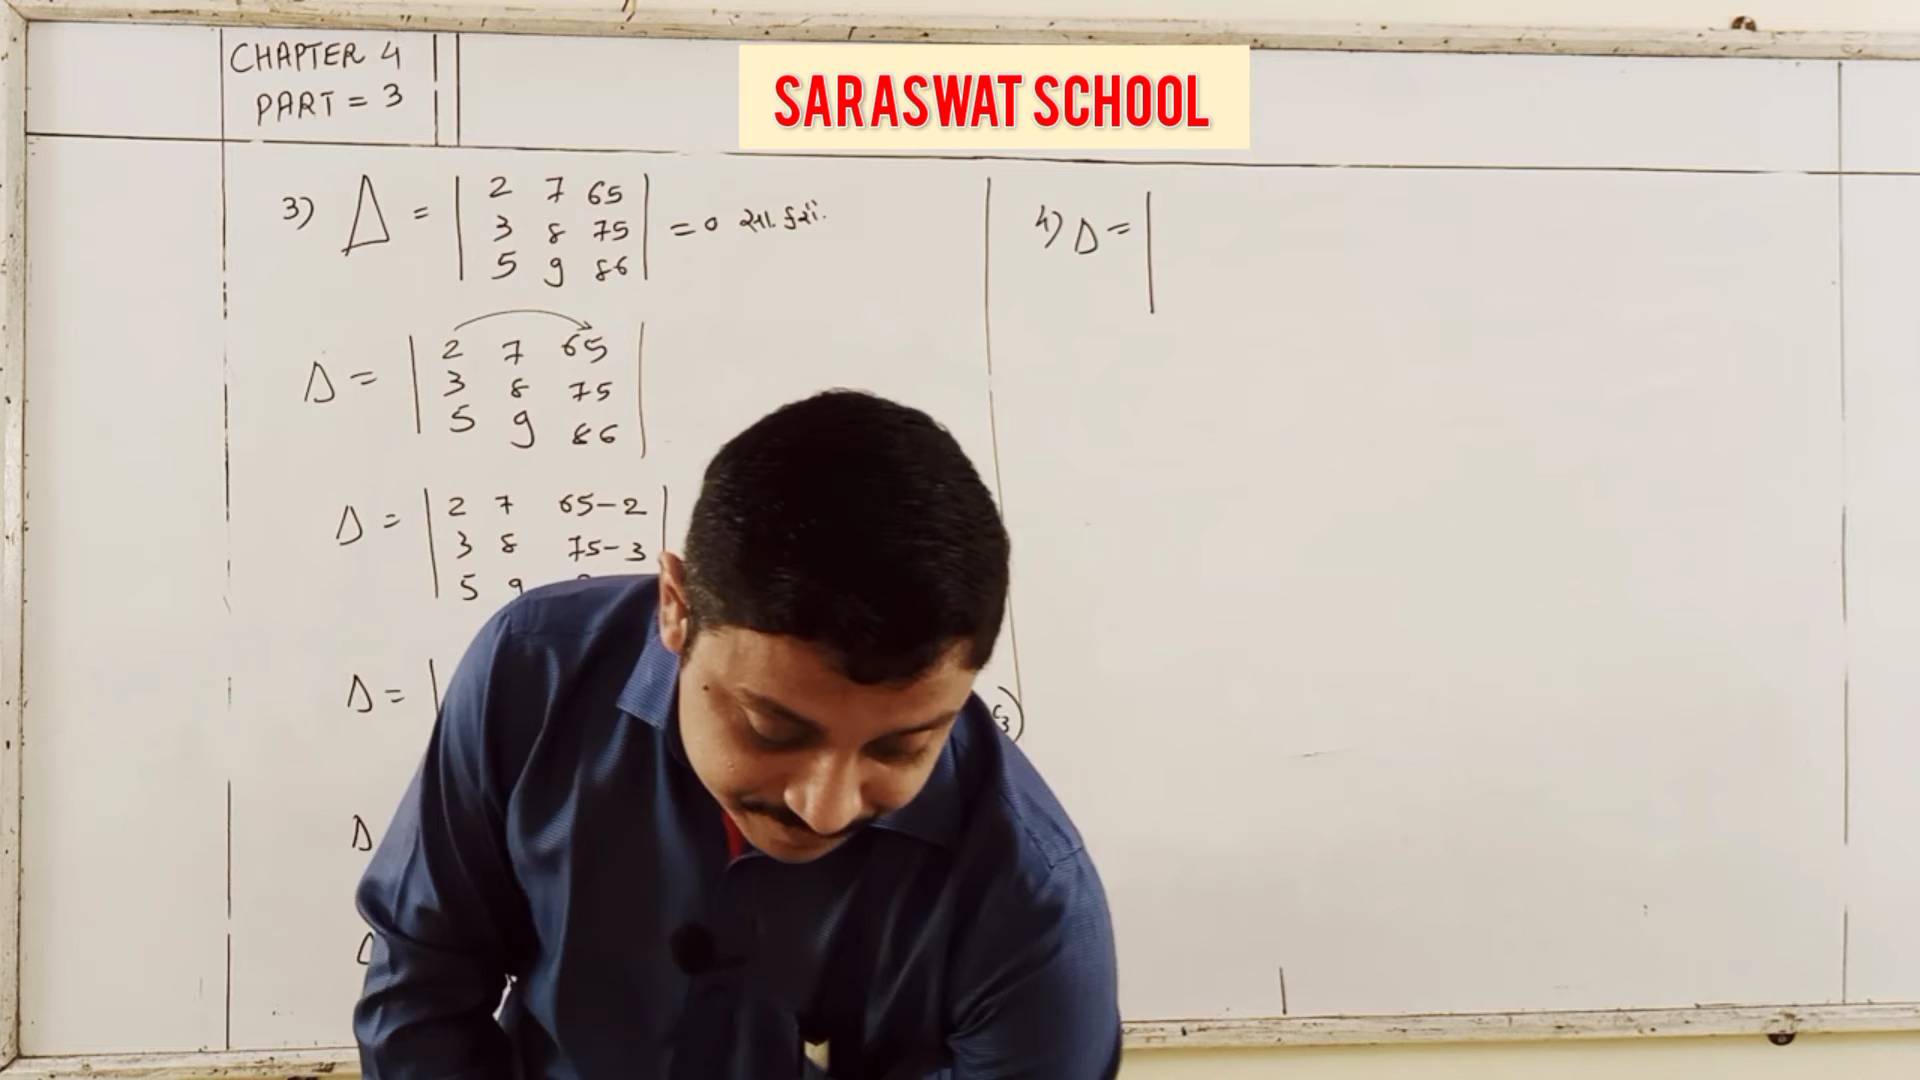 CHAPTER 4
PART = 3
SARASWAT SCHOOL
3) Δ = | 2 7 65 |
| 3 8 75 | = 0 સા. કરો.
| 5 9 86 |
Δ = | 2 7 65 |
| 3 8 75 |
| 5 9 86 |
Δ = | 2 7 65-2 |
| 3 8 75-3 |
| 5 9
Δ = |
C3)
Δ
4) Δ = |